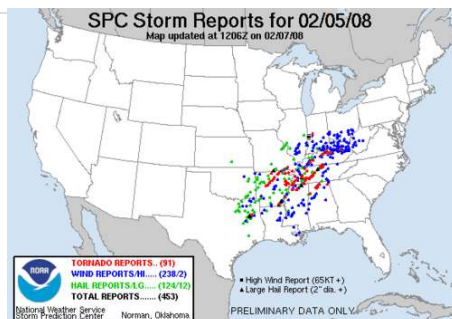 SPC Storm Reports for 02/05/08
Map updated at 1206Z on 02/07/08
TORNADO REPORTS.. (91)
WIND REPORTS/HI..... (238/2)
HAIL REPORTS/LG..... (124/12)
TOTAL REPORTS....... (453)
NOAA
National Weather Service
Storm Prediction Center Norman, Oklahoma
■ High Wind Report (65KT +)
▲ Large Hail Report (2" dia. +)
PRELIMINARY DATA ONLY